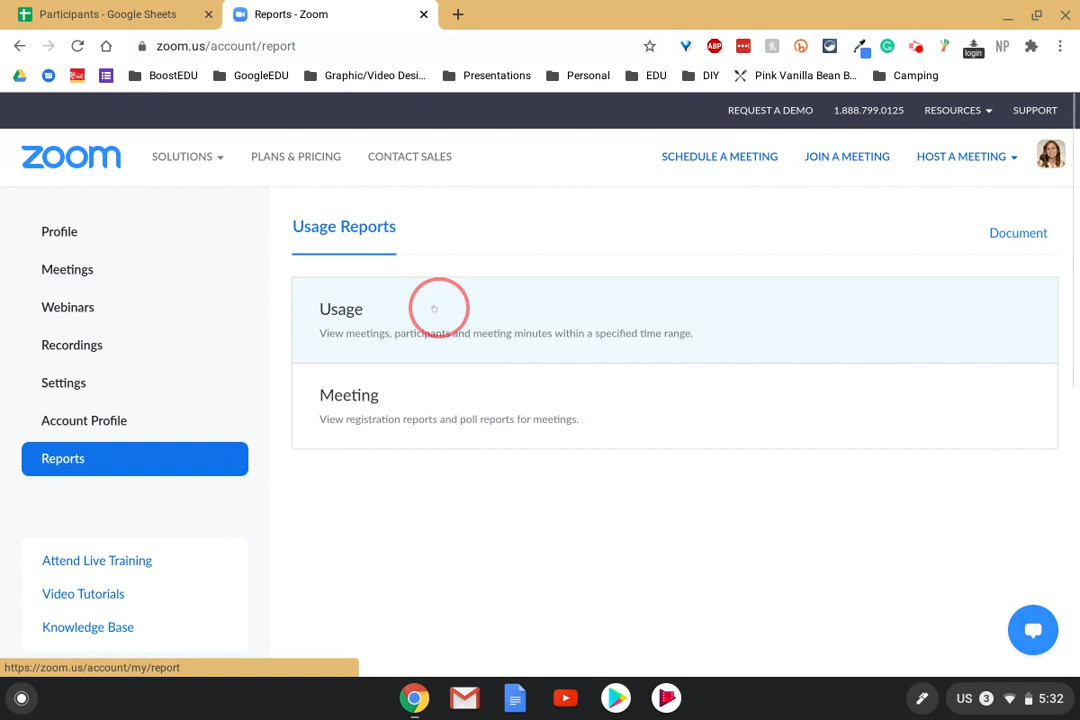 Participants - Google Sheets
Reports - Zoom
zoom.us/account/report
ABP
login
NP
BoostEDU
GoogleEDU
Graphic/Video Desi...
Presentations
Personal
EDU
DIY
Pink Vanilla Bean B...
Camping
REQUEST A DEMO
1.888.799.0125
RESOURCES
SUPPORT
zoom
SOLUTIONS
PLANS & PRICING
CONTACT SALES
SCHEDULE A MEETING
JOIN A MEETING
HOST A MEETING
Profile
Meetings
Webinars
Recordings
Settings
Account Profile
Reports
Attend Live Training
Video Tutorials
Knowledge Base
Usage Reports
Document
Usage
View meetings, participants and meeting minutes within a specified time range.
Meeting
View registration reports and poll reports for meetings.
https://zoom.us/account/my/report
US
3
5:32